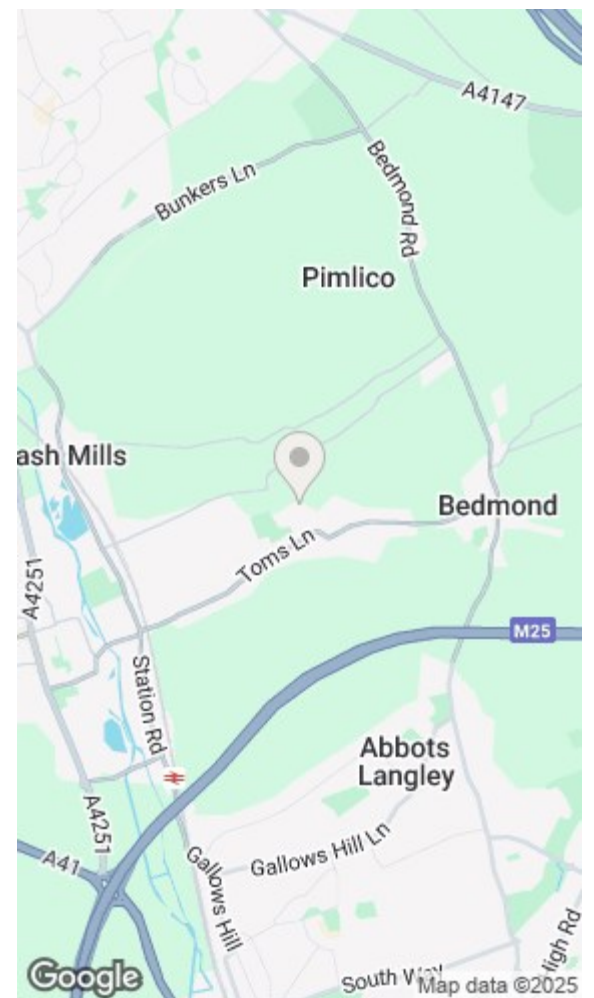 A4147
Bedmond Rd
Bunkers Ln
Pimlico
ash Mills
Bedmond
Toms Ln
A4251
M25
Station Rd
Abbots
Langley
A4251
A41
Gallows Hill Ln
Gallows Hill
High Rd
South Way
Google
Map data ©2025